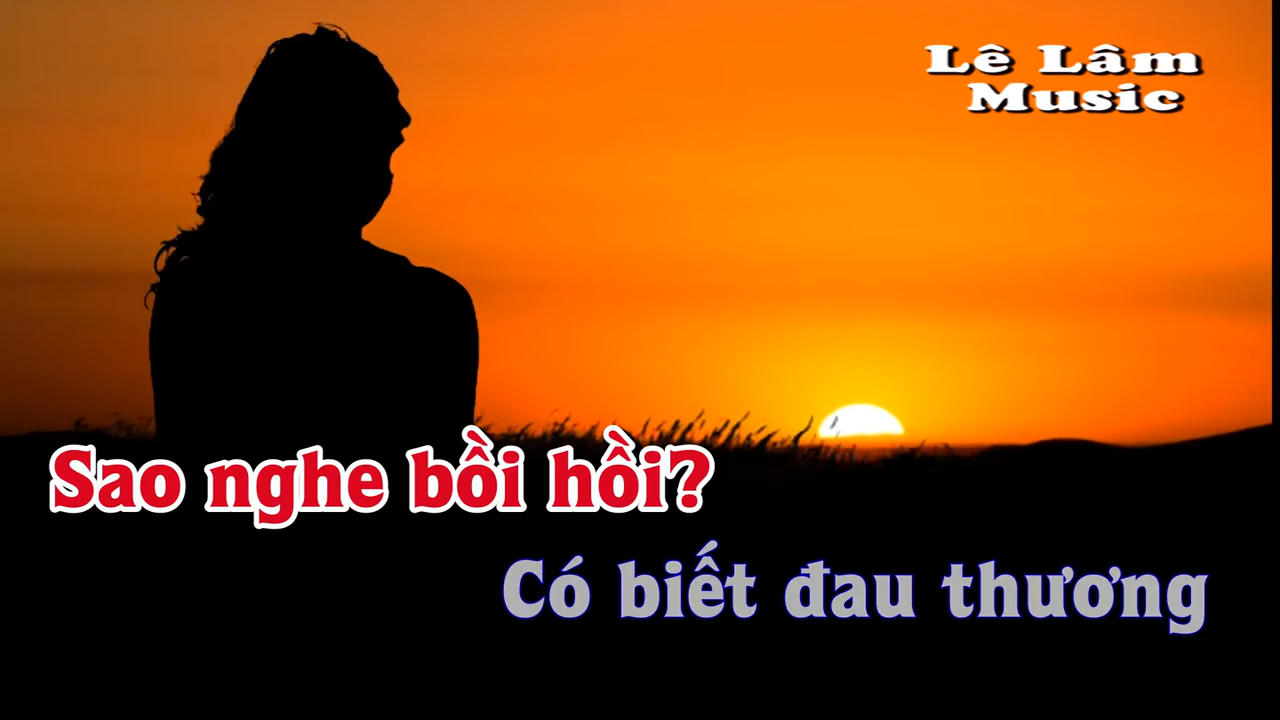 Lê Lâm
Music
Sao nghe bồi hồi?
Có biết đau thương